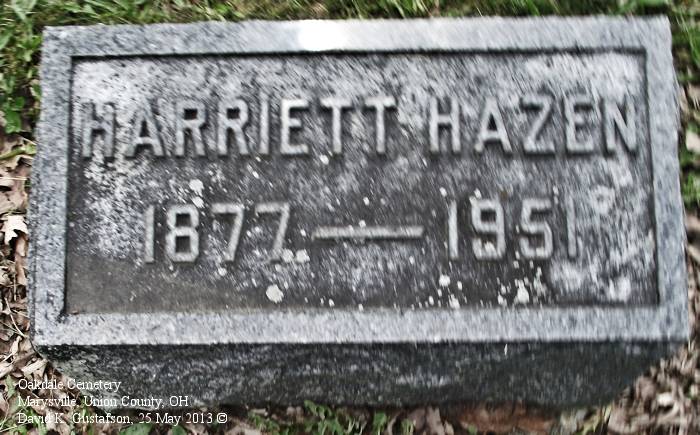 HARRIETT HAZEN
1877 — 1951
Oakdale Cemetery
Marysville, Union County, OH
David K. Gustafson, 25 May 2013 ©